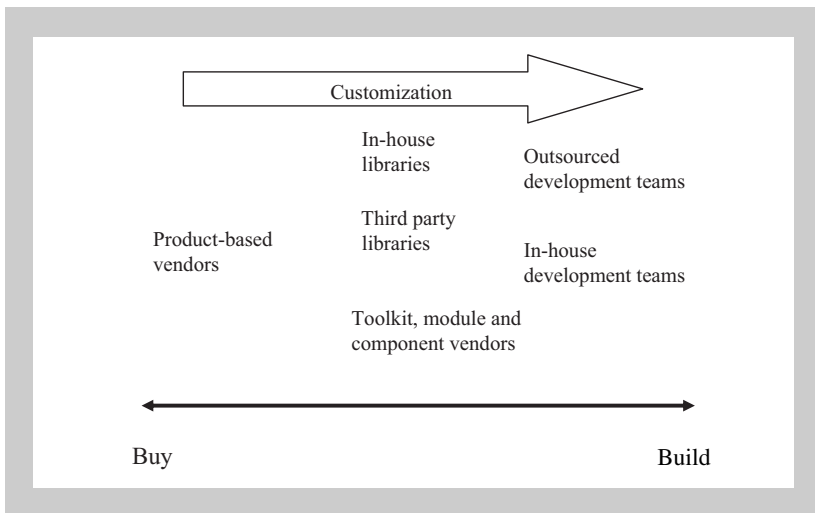 Customization
In-house
libraries
Outsourced
development teams
Third party
libraries
Product-based
vendors
In-house
development teams
Toolkit, module and
component vendors
Buy
Build